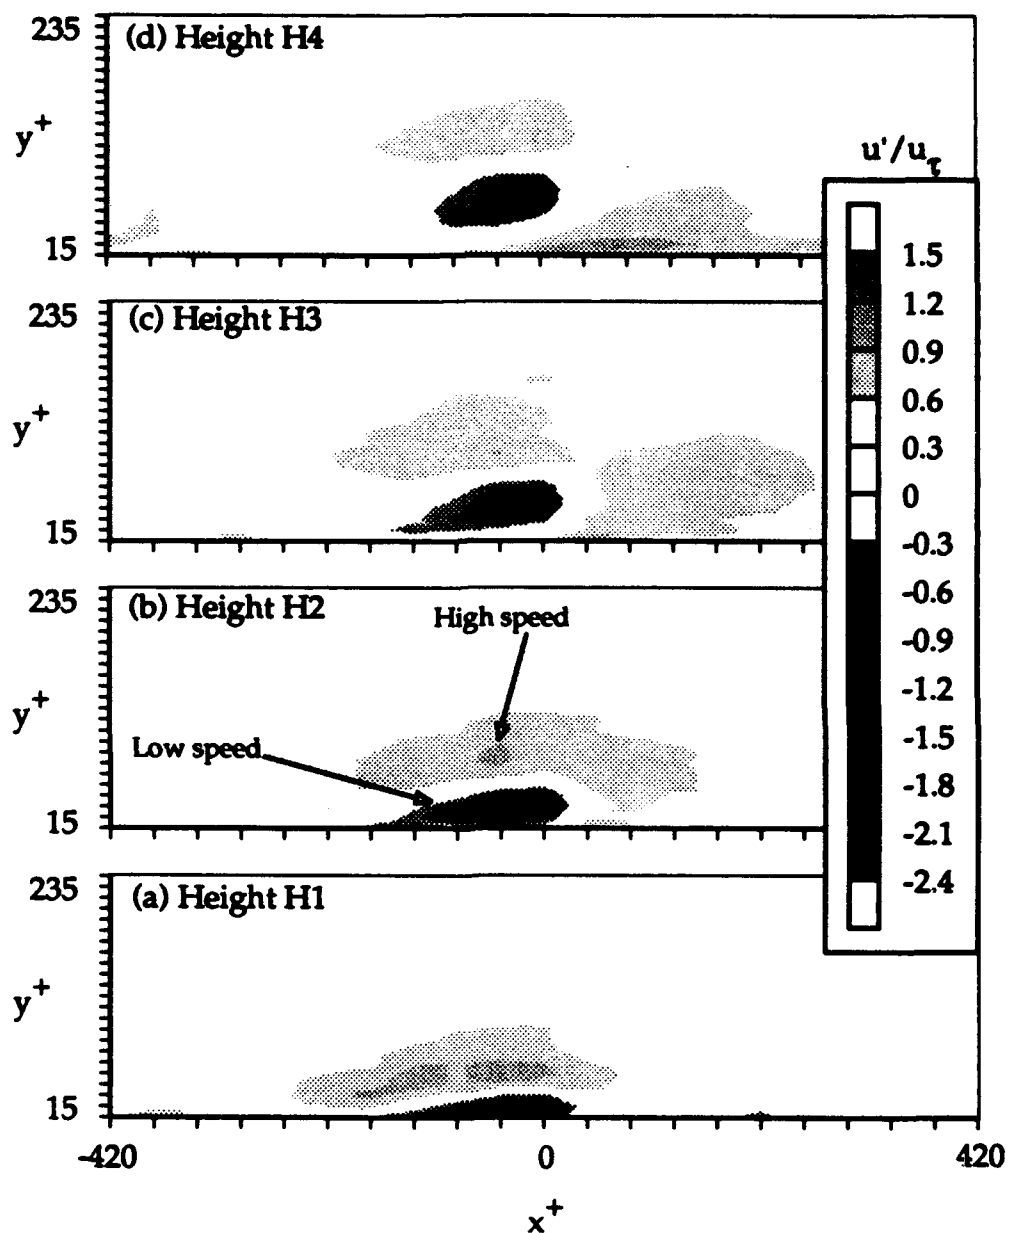 235
(d) Height H4
y+
15
u'/uτ
1.5
1.2
0.9
0.6
0.3
0
-0.3
-0.6
-0.9
-1.2
-1.5
-1.8
-2.1
-2.4
235
(c) Height H3
y+
15
235
(b) Height H2
High speed
y+
Low speed
15
235
(a) Height H1
y+
15
-420
0
420
x+